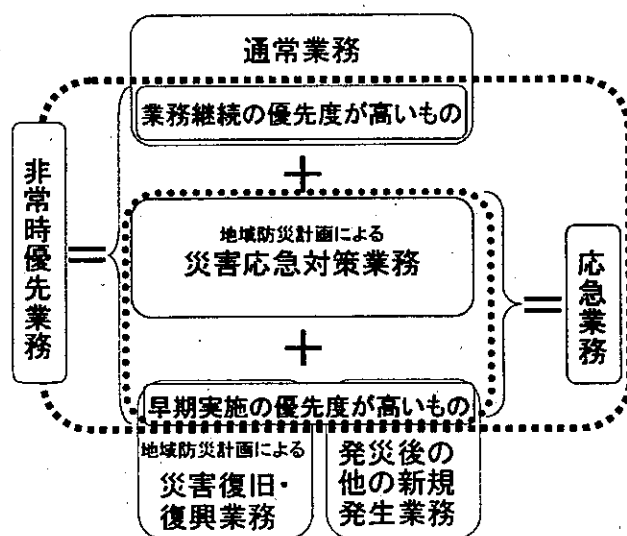 通常業務
業務継続の優先度が高いもの
+
非常時優先業務
=
地域防災計画による
災害応急対策業務
=
応急業務
+
早期実施の優先度が高いもの
地域防災計画による
災害復旧・
復興業務
発災後の
他の新規
発生業務